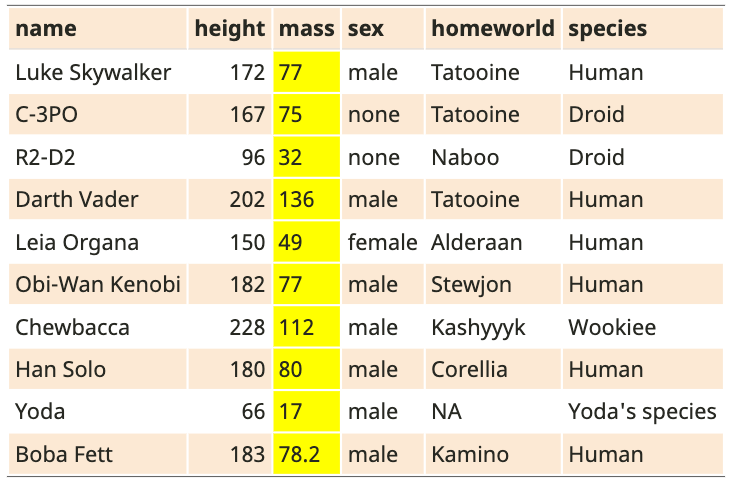 name height mass sex homeworld species
Luke Skywalker 172 77 male Tatooine Human
C-3PO 167 75 none Tatooine Droid
R2-D2 96 32 none Naboo Droid
Darth Vader 202 136 male Tatooine Human
Leia Organa 150 49 female Alderaan Human
Obi-Wan Kenobi 182 77 male Stewjon Human
Chewbacca 228 112 male Kashyyyk Wookiee
Han Solo 180 80 male Corellia Human
Yoda 66 17 male NA Yoda's species
Boba Fett 183 78.2 male Kamino Human